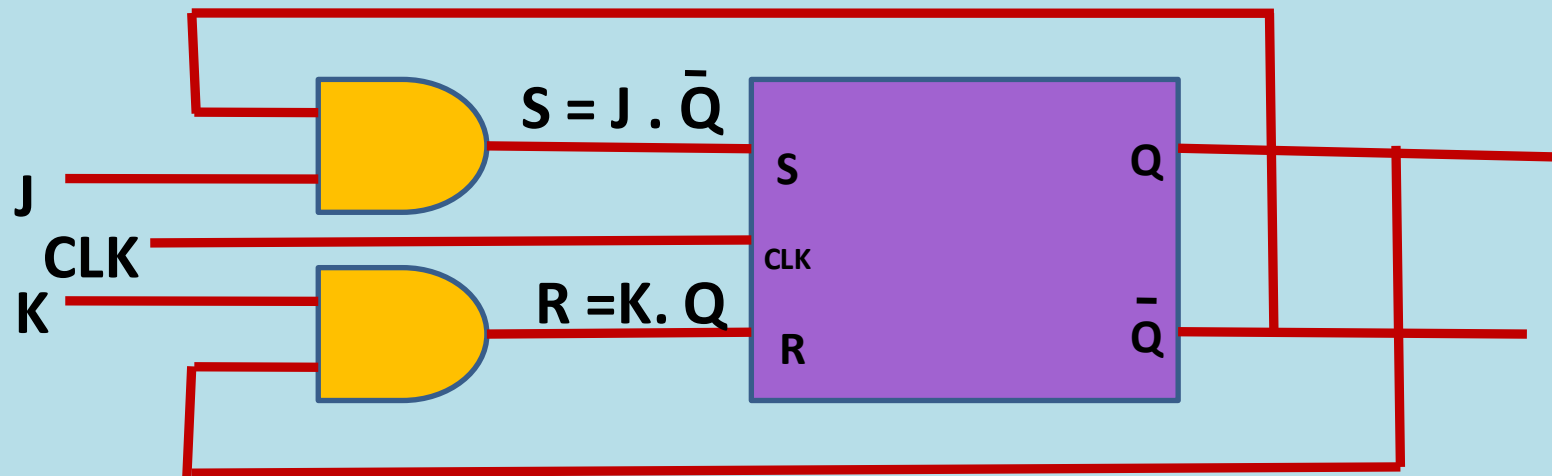 S = J . Q̄
S
Q
J
CLK
CLK
K
R =K. Q
R
Q̄